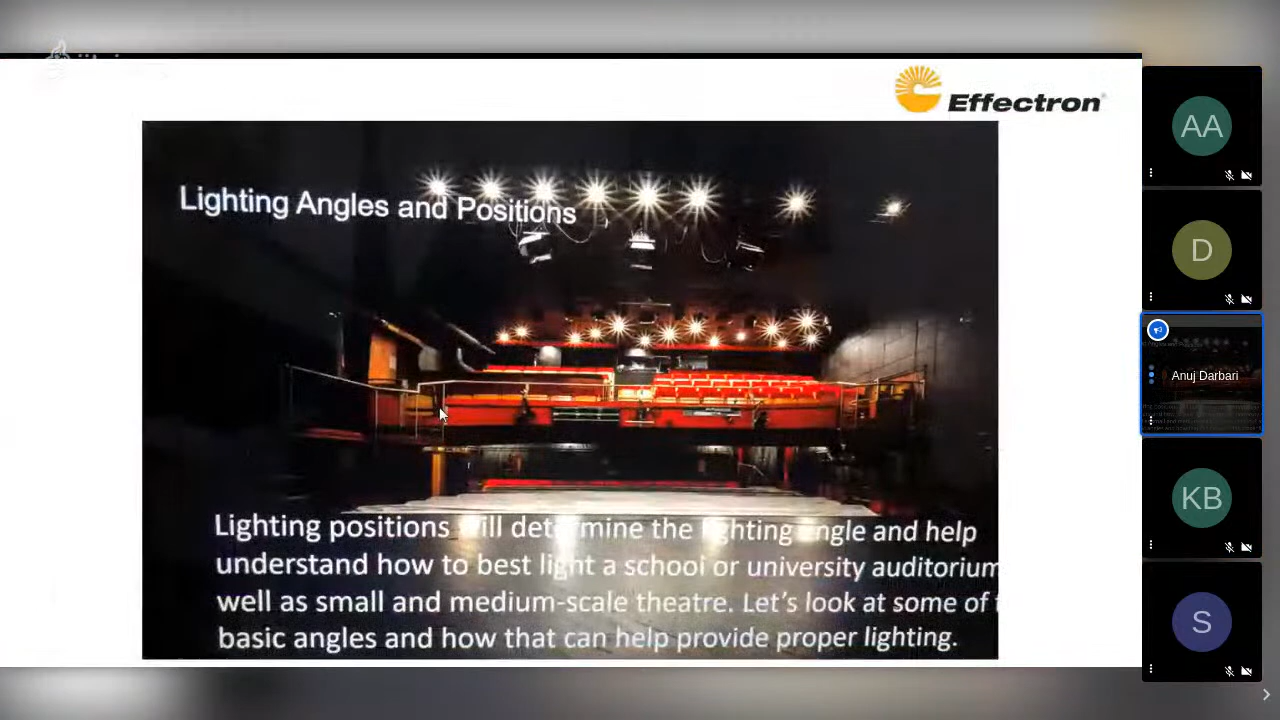 Effectron
Lighting Angles and Positions
Lighting positions will determine the lighting angle and help
understand how to best light a school or university auditorium
well as small and medium-scale theatre. Let's look at some of
basic angles and how that can help provide proper lighting.
AA
D
Anuj Darbari
KB
S